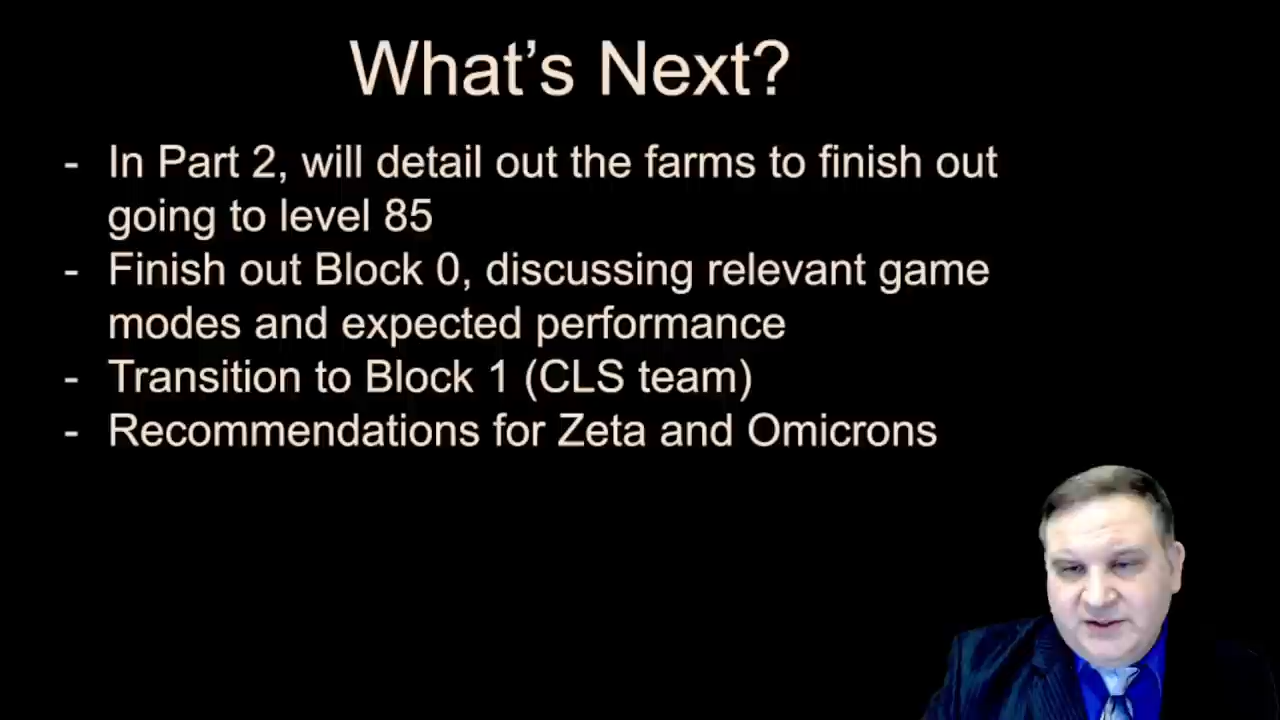 What’s Next?
- In Part 2, will detail out the farms to finish out
going to level 85
- Finish out Block 0, discussing relevant game
modes and expected performance
- Transition to Block 1 (CLS team)
- Recommendations for Zeta and Omicrons